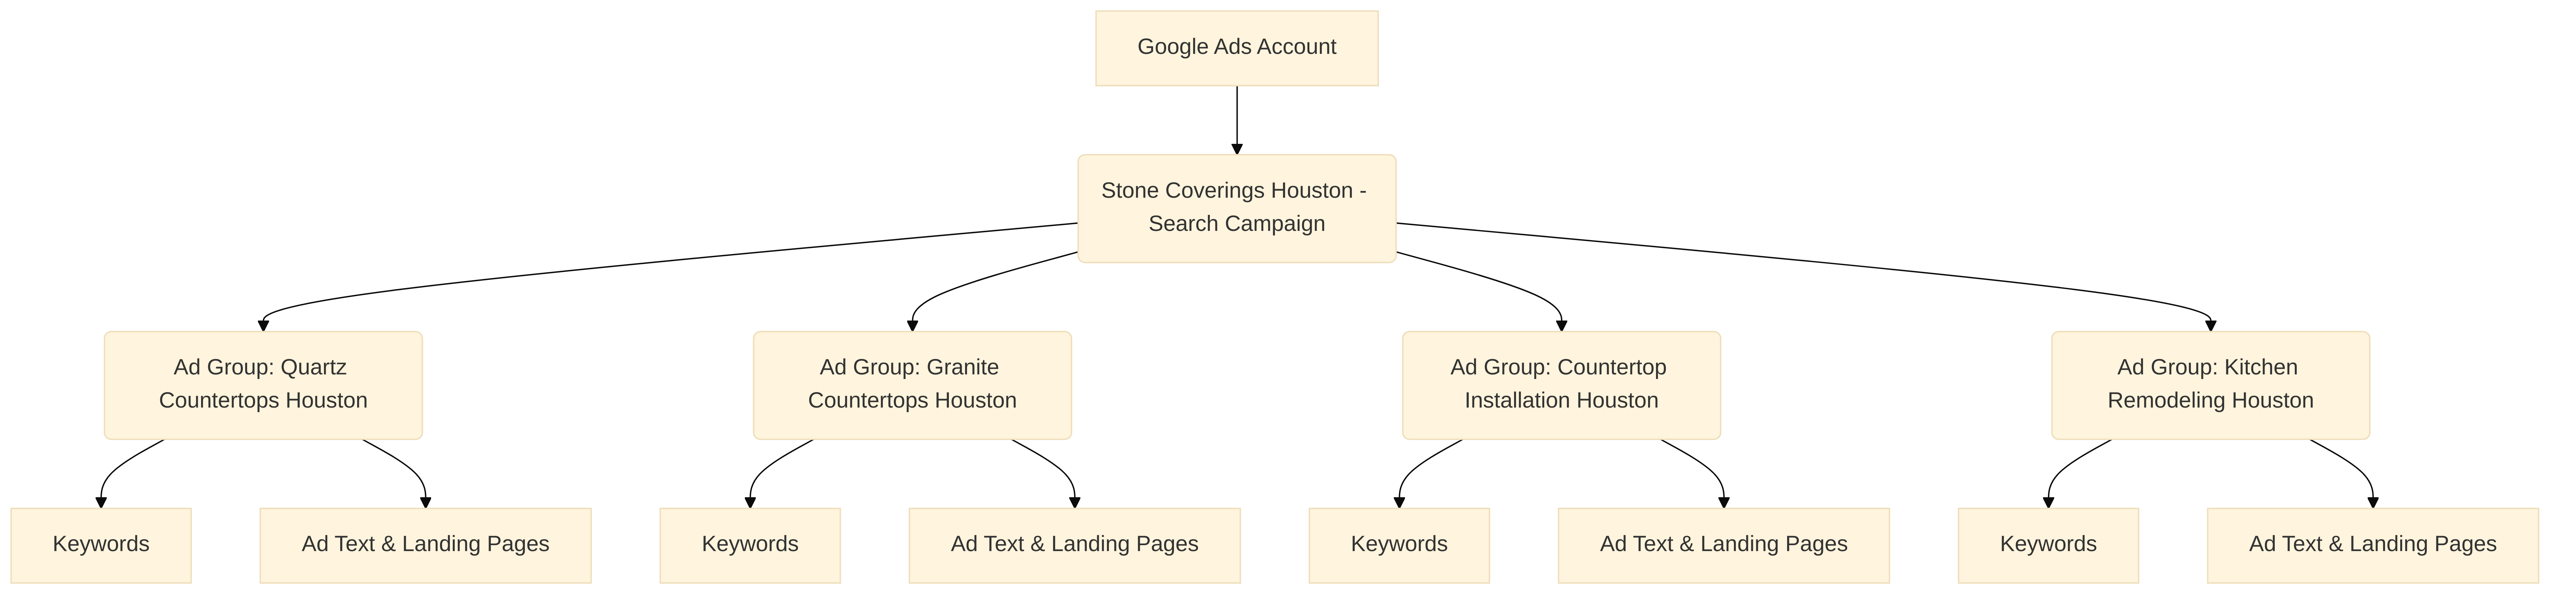 Google Ads Account
Stone Coverings Houston -
Search Campaign
Ad Group: Quartz
Countertops Houston
Ad Group: Granite
Countertops Houston
Ad Group: Countertop
Installation Houston
Ad Group: Kitchen
Remodeling Houston
Keywords
Ad Text & Landing Pages
Keywords
Ad Text & Landing Pages
Keywords
Ad Text & Landing Pages
Keywords
Ad Text & Landing Pages